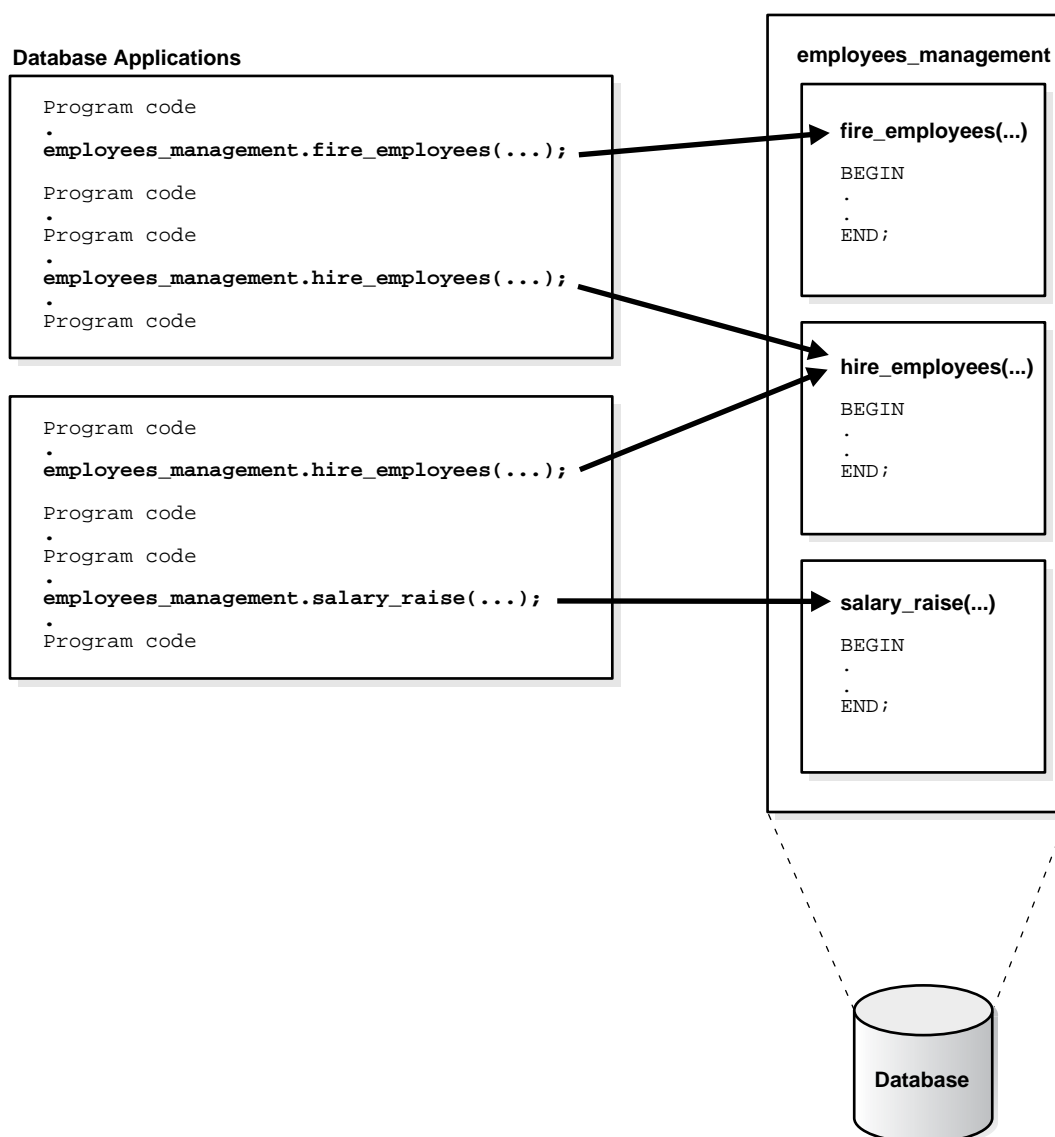 Database Applications
Program code
.
employees_management.fire_employees(...);
Program code
.
Program code
.
employees_management.hire_employees(...);
.
Program code
Program code
.
employees_management.hire_employees(...);
Program code
.
Program code
.
employees_management.salary_raise(...);
.
Program code
employees_management
fire_employees(...)
BEGIN
.
.
END;
hire_employees(...)
BEGIN
.
.
END;
salary_raise(...)
BEGIN
.
.
END;
Database